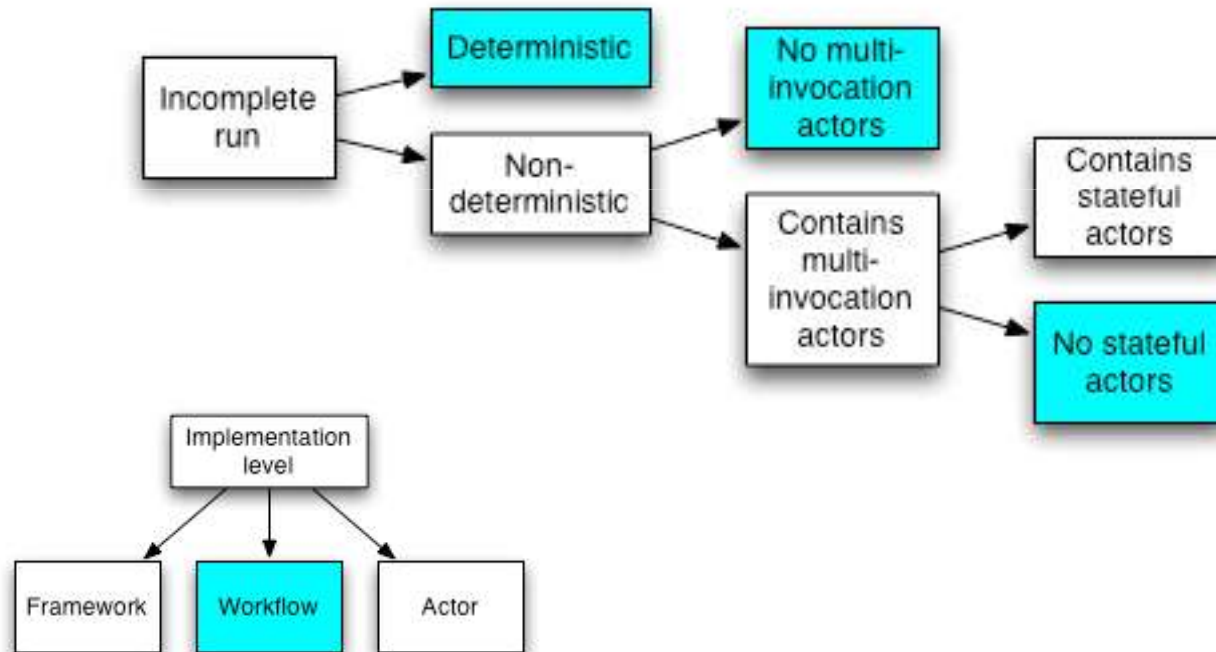 Incomplete
run
Deterministic
Non-
deterministic
No multi-
invocation
actors
Contains
multi-
invocation
actors
Contains
stateful
actors
No stateful
actors
Implementation
level
Framework
Workflow
Actor